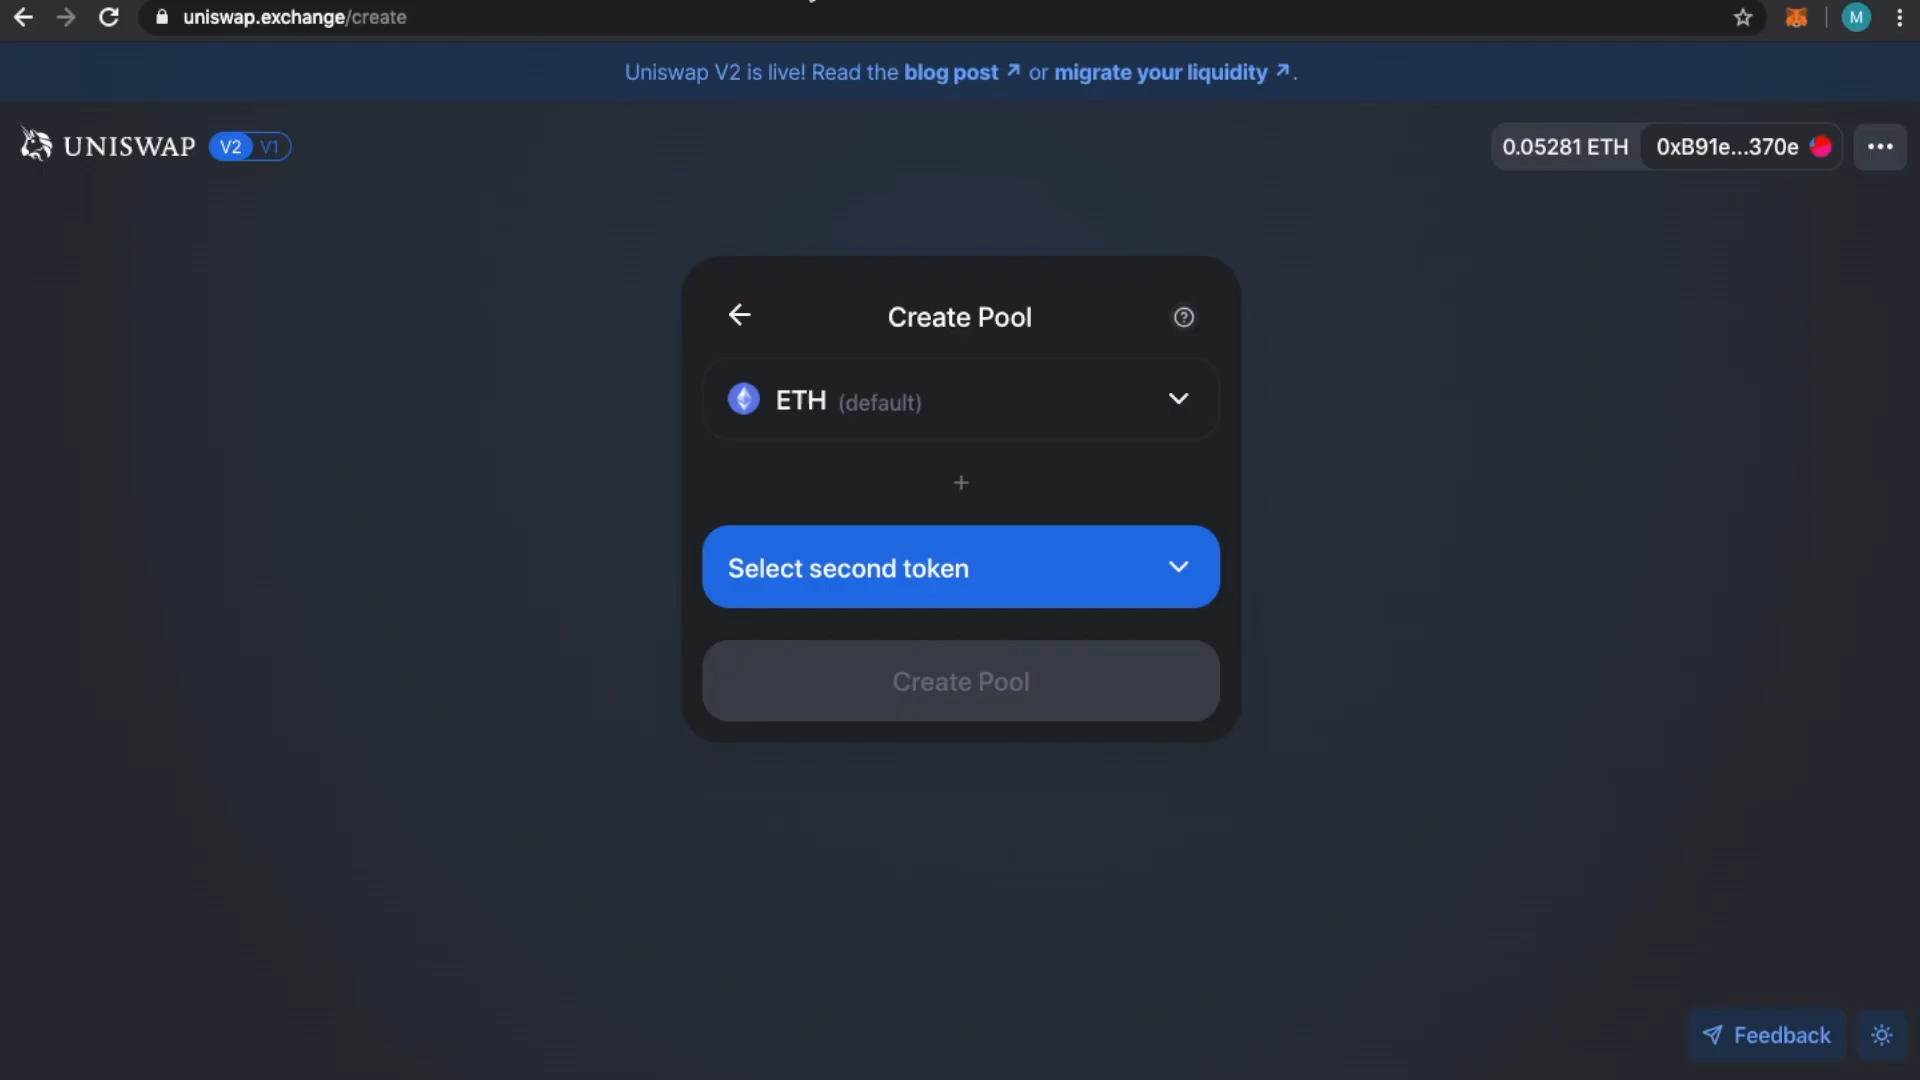 uniswap.exchange/create
M
Uniswap V2 is live! Read the blog post ↗ or migrate your liquidity ↗.
UNISWAP V2 V1
0.05281 ETH 0xB91e...370e
Create Pool
ETH (default)
+
Select second token
Create Pool
Feedback